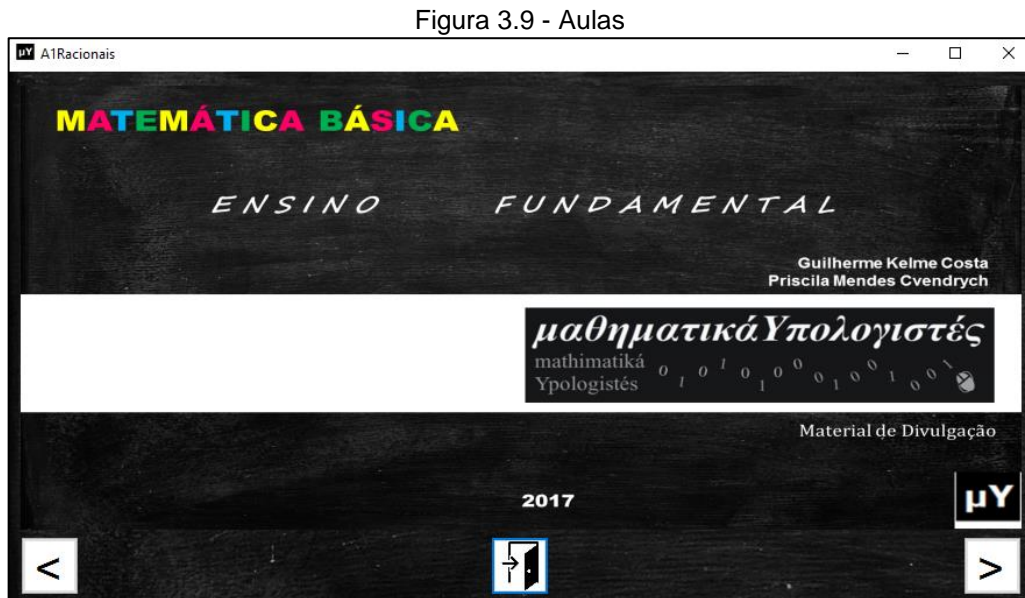 Figura 3.9 - Aulas
µY A1Racionais
MATEMÁTICA BÁSICA
ENSINO FUNDAMENTAL
Guilherme Kelme Costa
Priscila Mendes Cvendrych
μαθηματικάΥπολογιστές
mathimatiká
Ypologistés
0 1 0 1 0 1 0 0 0 1 0 0 1 0 0 1
Material de Divulgação
2017
µY
< >